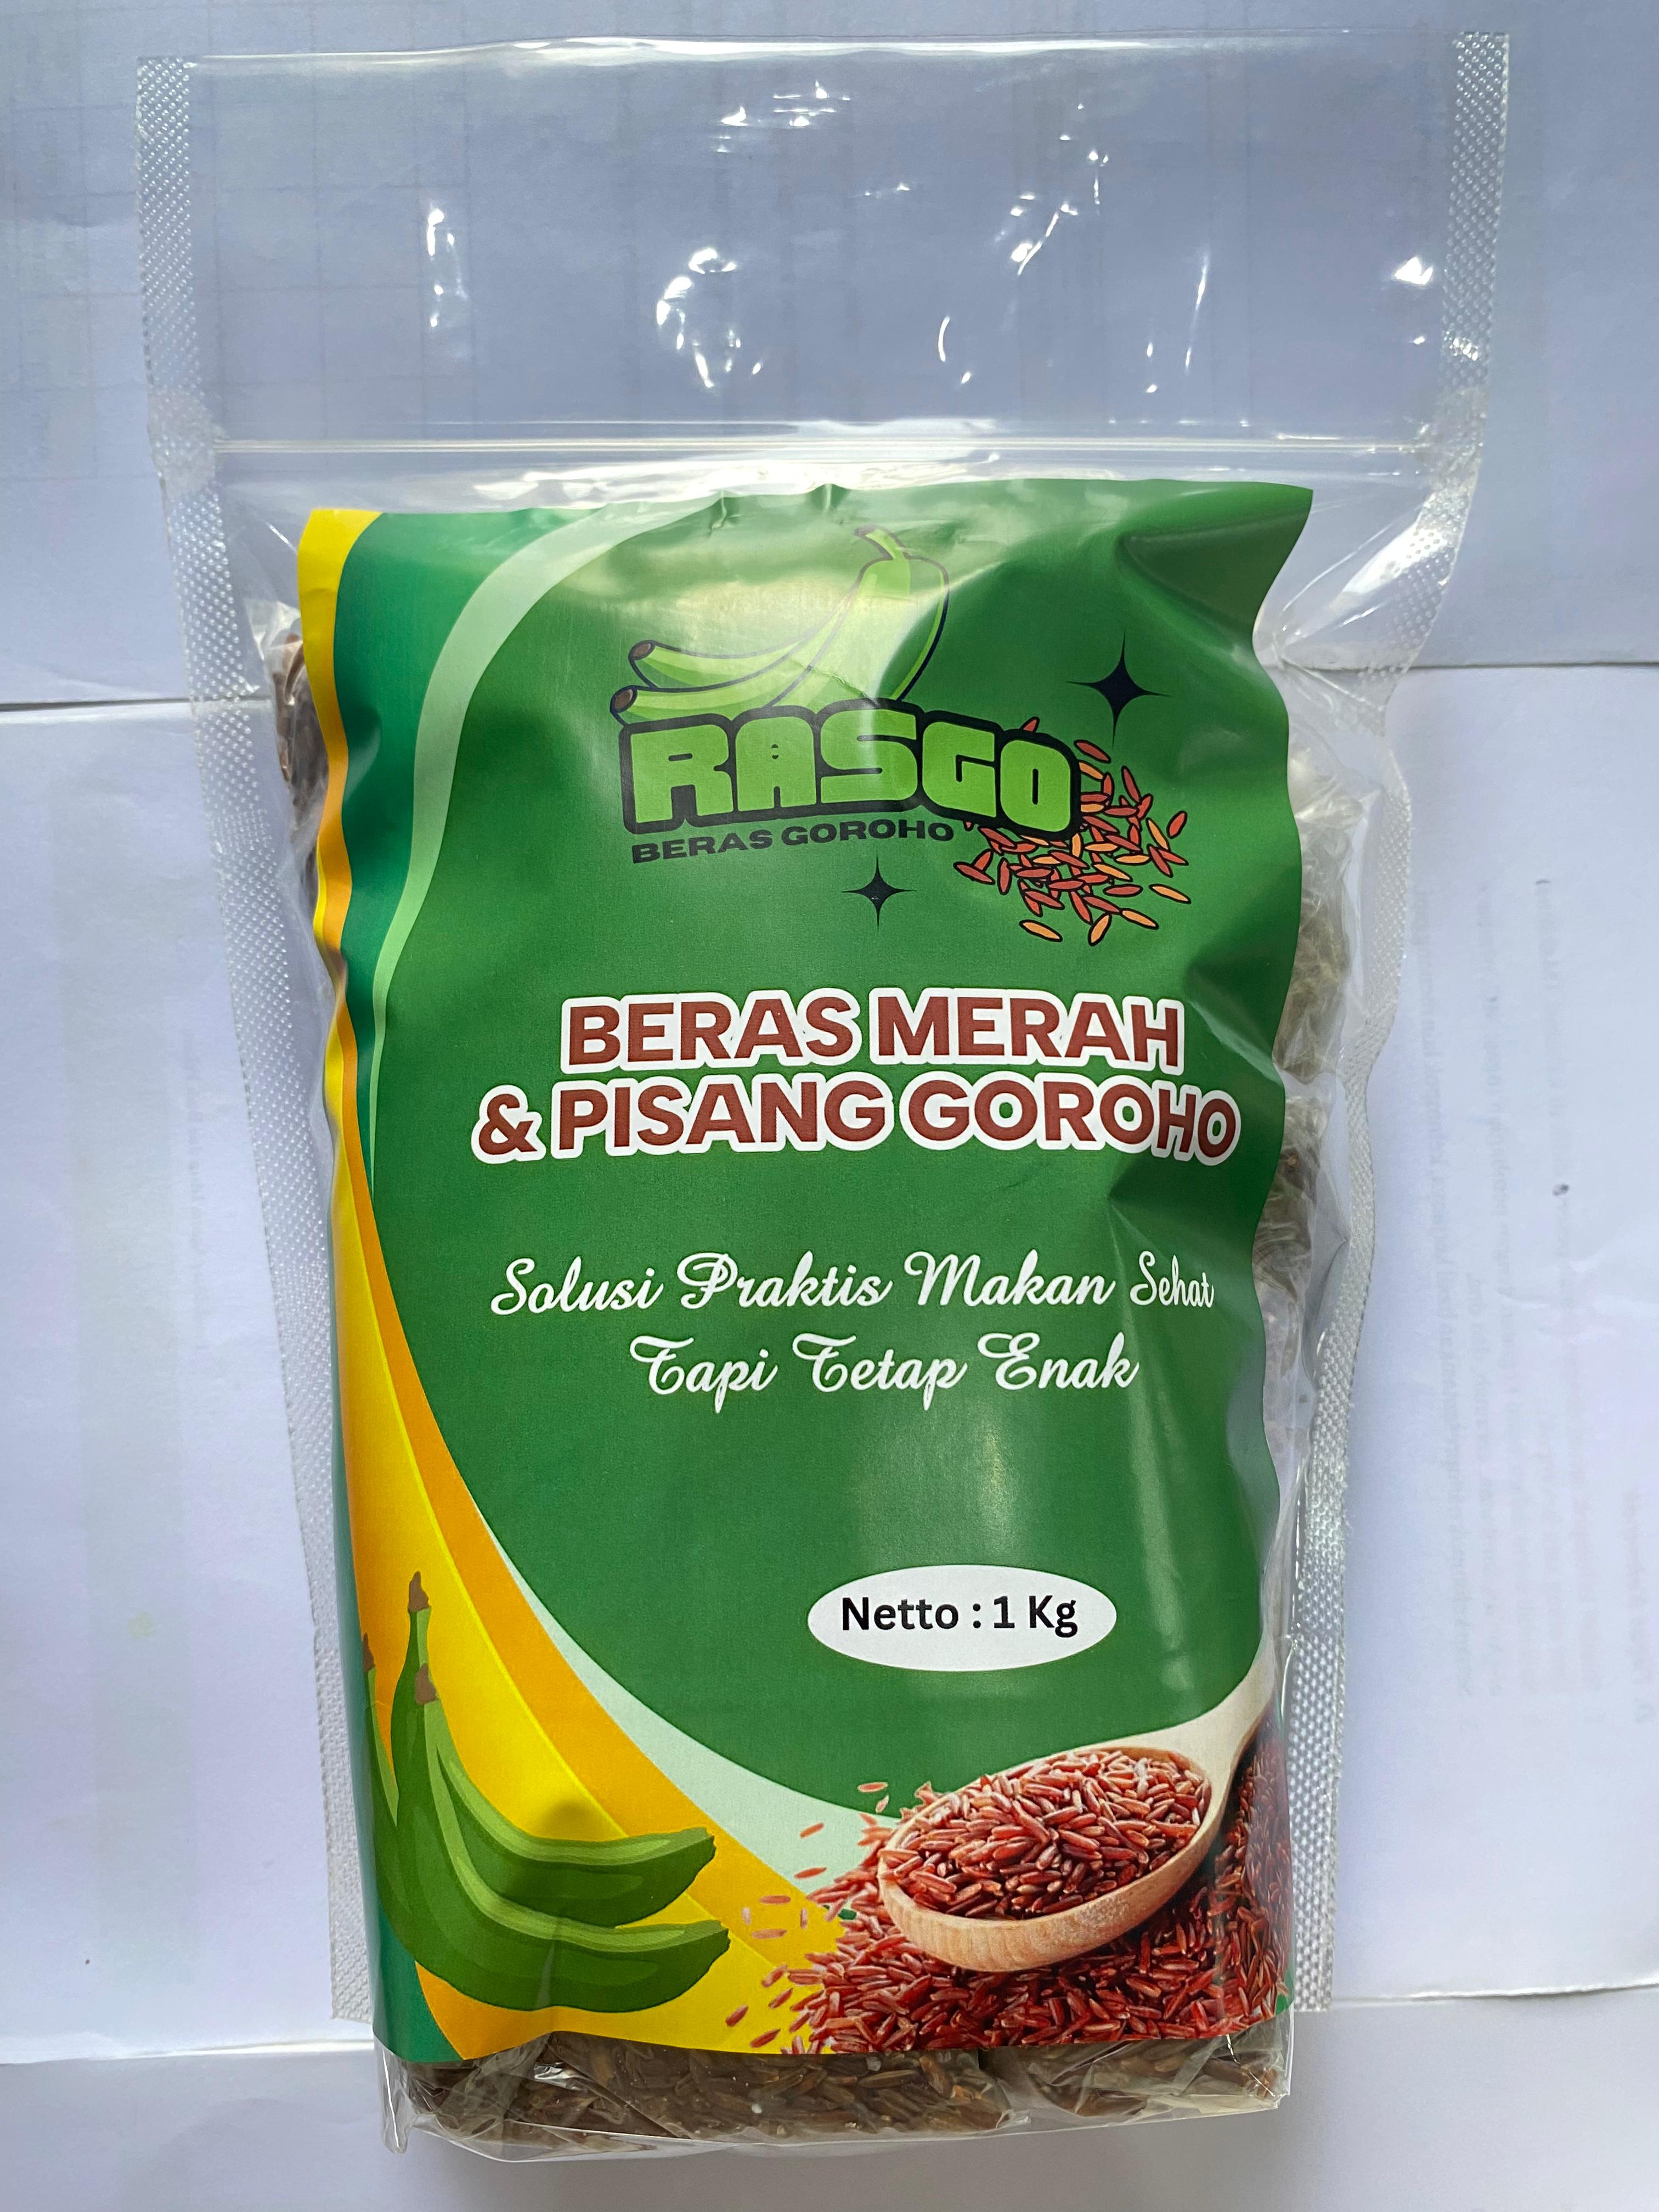 RASGO
BERAS GOROHO
BERAS MERAH
& PISANG GOROHO
Solusi Praktis Makan Sehat
Tapi Tetap Enak
Netto : 1 Kg